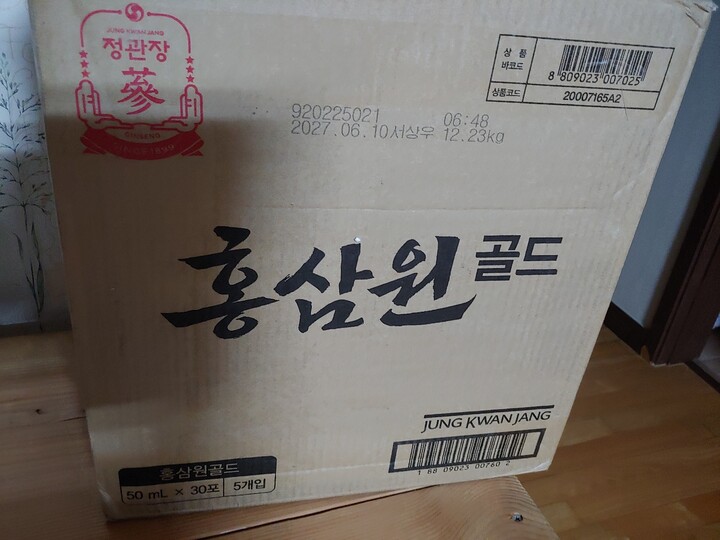 JUNG KWAN JANG
정관장
蔘
GINSENG
SINCE 1899
상 품
바코드
8 809023 007025
상품코드
20007165A2
920225021 06:48
2027.06.10서상우 12.23kg
홍삼원 골드
JUNG KWAN JANG
1 88 09023 00760 2
홍삼원골드
50 mL × 30포 5개입